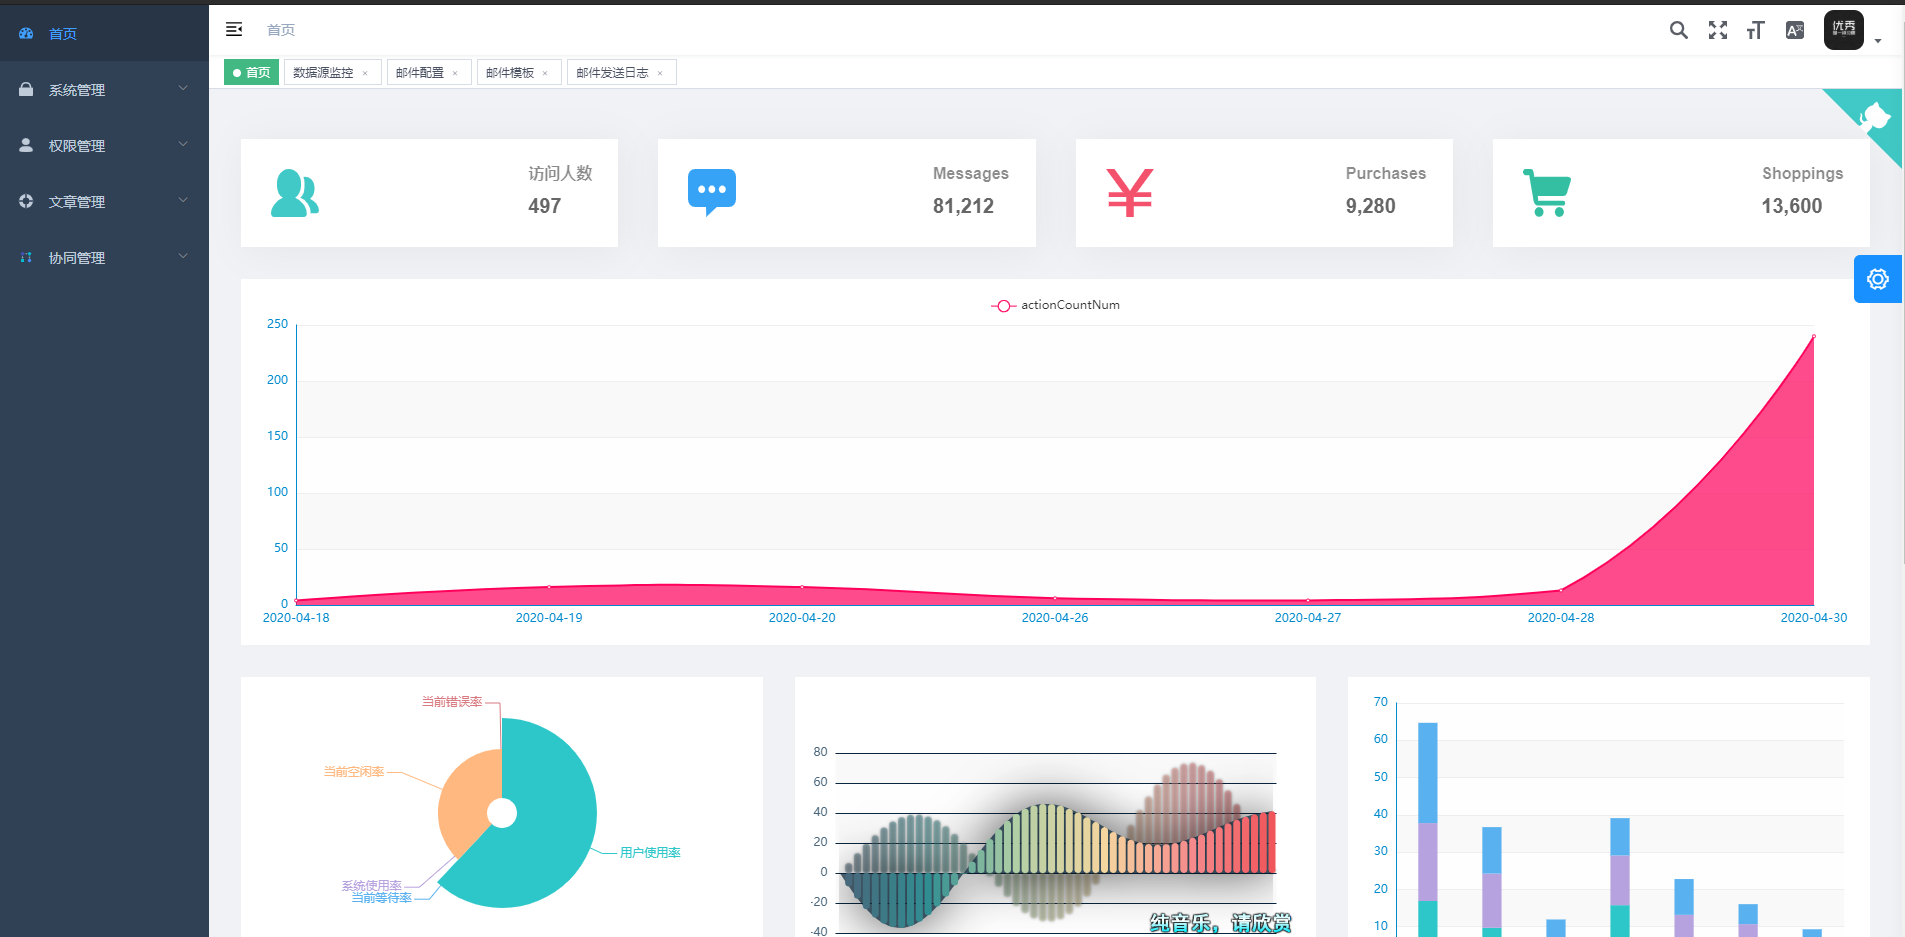 首页
系统管理
权限管理
文章管理
协同管理
首页
优秀
首页
数据源监控 ×
邮件配置 ×
邮件模板 ×
邮件发送日志 ×
访问人数
497
Messages
81,212
Purchases
9,280
Shoppings
13,600
actionCountNum
250
200
150
100
50
0
2020-04-18 2020-04-19 2020-04-20 2020-04-26 2020-04-27 2020-04-28 2020-04-30
当前错误率
当前空闲率
用户使用率
系统使用率
当前等待率
80
60
40
20
0
-20
-40
纯音乐，请欣赏
70
60
50
40
30
20
10